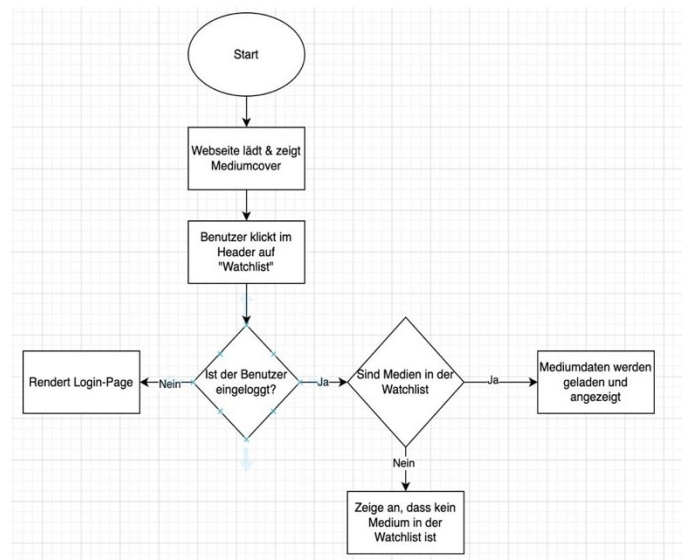 Start
Webseite lädt & zeigt
Mediumcover
Benutzer klickt im
Header auf
"Watchlist"
Ist der Benutzer
eingeloggt?
Nein
Rendert Login-Page
Ja
Sind Medien in der
Watchlist
Ja
Mediumdaten werden
geladen und
angezeigt
Nein
Zeige an, dass kein
Medium in der
Watchlist ist